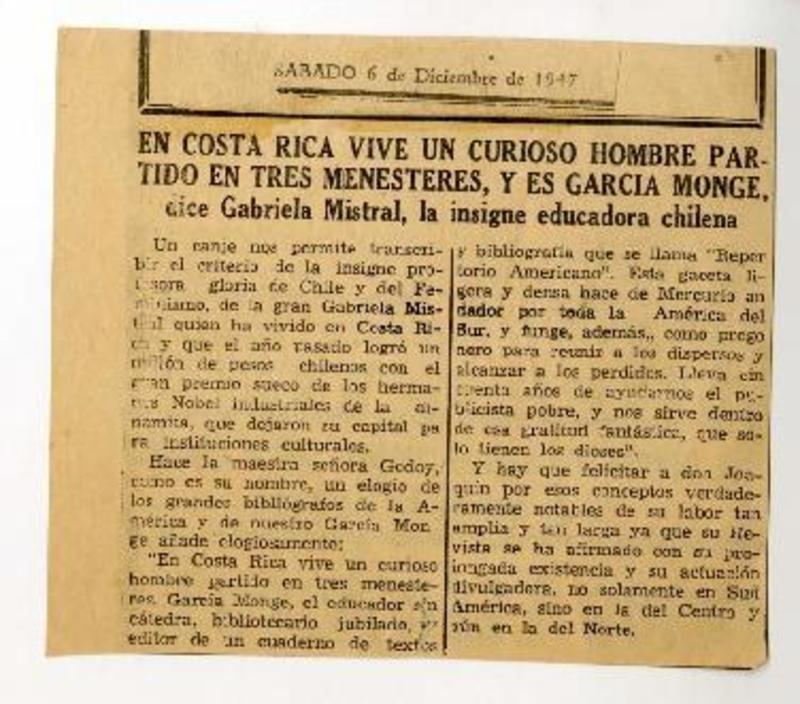 SABADO 6 de Diciembre de 1947
EN COSTA RICA VIVE UN CURIOSO HOMBRE PAR-
TIDO EN TRES MENESTERES, Y ES GARCIA MONGE,
dice Gabriela Mistral, la insigne educadora chilena
Un canje nos permite transcri-
bir el criterio de la insigne pro-
fesora gloria de Chile y del Fe-
minismo, de la gran Gabriela Mis-
tral quien ha vivido en Costa Ri-
ca y que el año pasado logró un
millón de pesos chilenos con el
gran premio sueco de los herma-
nos Nobel industriales de la di-
namita, que dejaron su capital pa
ra instituciones culturales.
Hace la maestra señora Godoy,
como es su nombre, un elogio de
los grandes bibliógrafos de la A-
mérica y de nuestro García Mon
ge añade elogiosamente:
"En Costa Rica vive un curioso
hombre partido en tres meneste-
res. García Monge, el educador sin
cátedra, bibliotecario jubilado, y
editor de un cuaderno de textos
y bibliografía que se llama "Reper
torio Americano". Esta gaceta li-
gera y densa hace de Mercurio an
dador por toda la América del
Sur, y funge, además,, como prego
nero para reunir a los dispersos y
alcanzar a los perdidos. Lleva cin
cuenta años de ayudarnos el pu-
blicista pobre, y nos sirve dentro
de esa gratitud fantástica, que so-
lo tienen los dioses".
Y hay que felicitar a don Joa-
quín por esos conceptos verdade-
ramente notables de su labor tan
amplia y tan larga ya que su Re-
vista se ha afirmado con su pro-
longada existencia y su actuación
divulgadora, no solamente en Sud
América, sino en la del Centro y
aún en la del Norte.